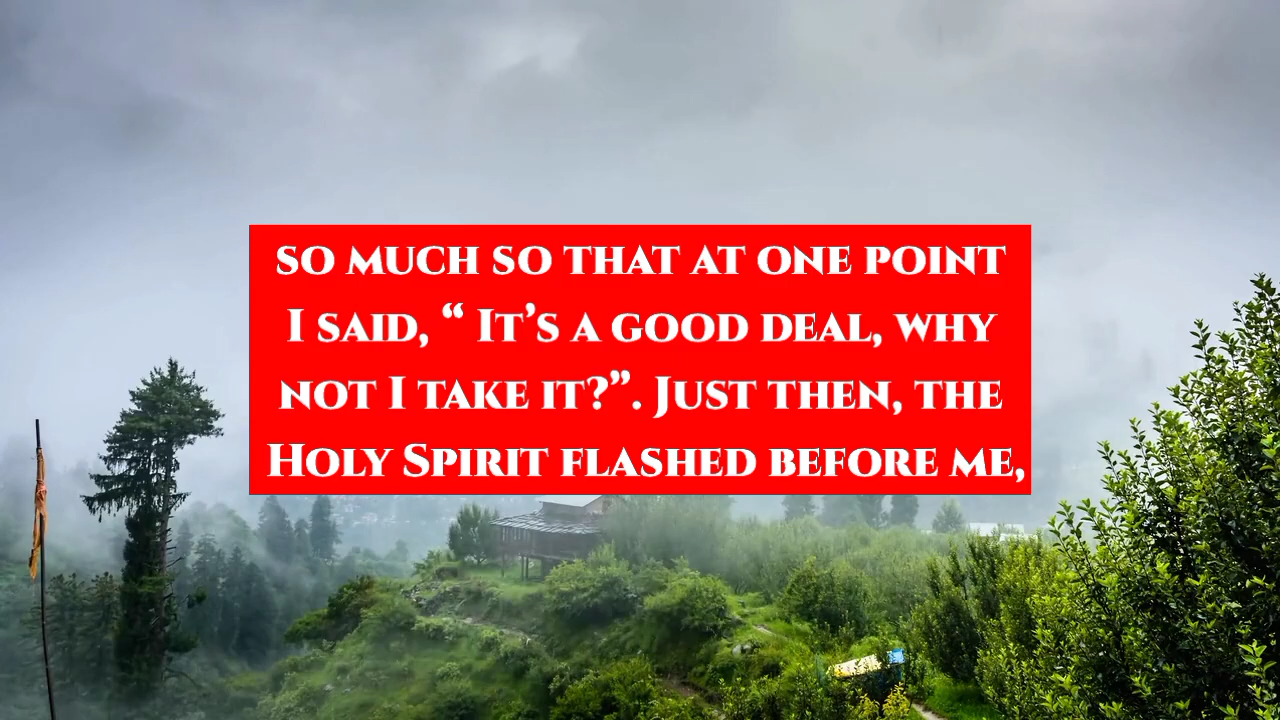 so much so that at one point
I said, “ It’s a good deal, why
not I take it?”. Just then, the
Holy Spirit flashed before me,